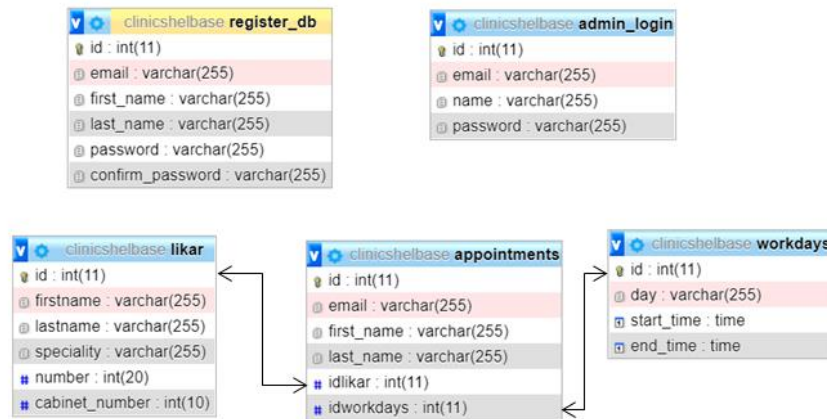 clinicshelbase register_db
id : int(11)
email : varchar(255)
first_name : varchar(255)
last_name : varchar(255)
password : varchar(255)
confirm_password : varchar(255)
clinicshelbase admin_login
id : int(11)
email : varchar(255)
name : varchar(255)
password : varchar(255)
clinicshelbase likar
id : int(11)
firstname : varchar(255)
lastname : varchar(255)
speciality : varchar(255)
number : int(20)
cabinet_number : int(10)
clinicshelbase appointments
id : int(11)
email : varchar(255)
first_name : varchar(255)
last_name : varchar(255)
idlikar : int(11)
idworkdays : int(11)
clinicshelbase workdays
id : int(11)
day : varchar(255)
start_time : time
end_time : time